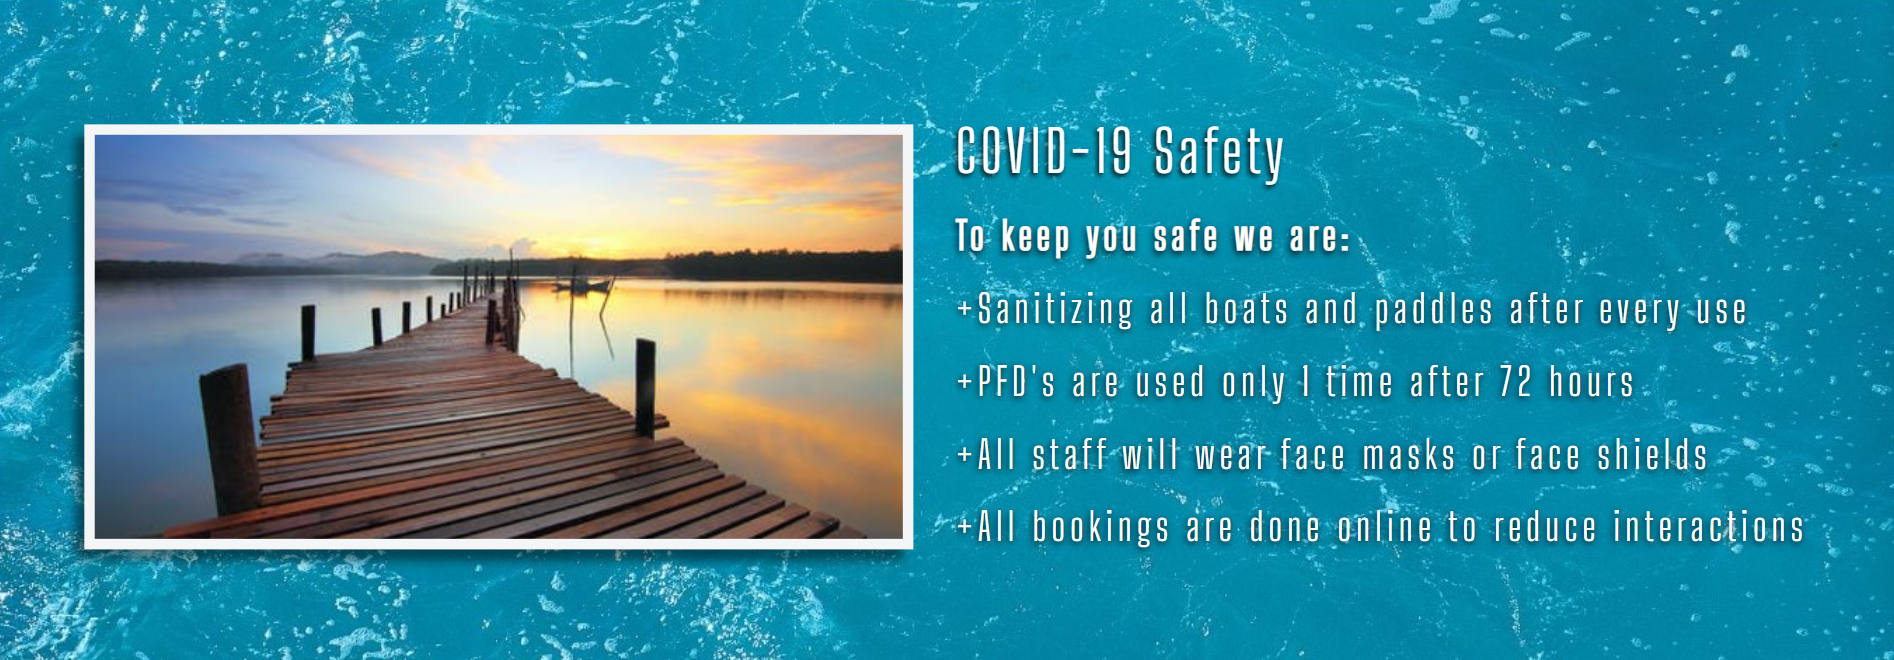 COVID-19 Safety
To keep you safe we are:
+Sanitizing all boats and paddles after every use
+PFD's are used only 1 time after 72 hours
+All staff will wear face masks or face shields
+All bookings are done online to reduce interactions